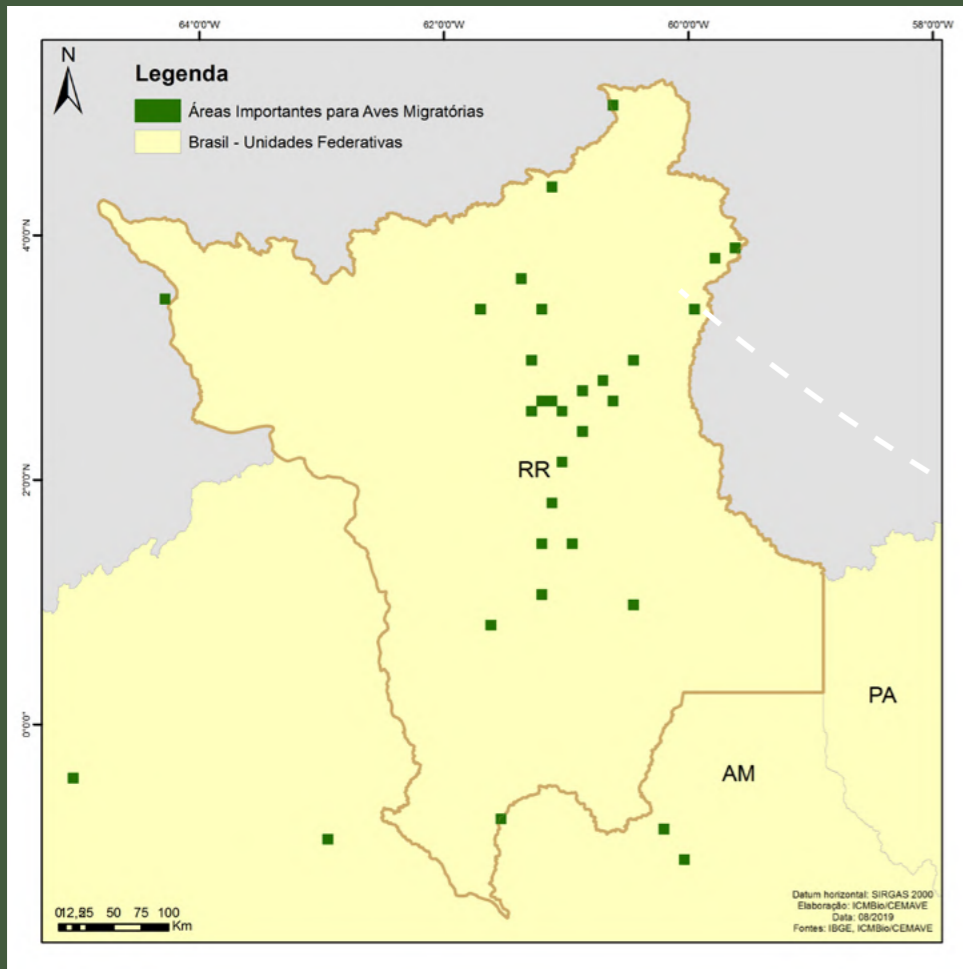 64°0'0"W
62°0'0"W
60°0'0"W
58°0'0"W
N
Legenda
Áreas Importantes para Aves Migratórias
Brasil - Unidades Federativas
4°0'0"N
2°0'0"N
RR
0°0'0"
PA
AM
50 75 100
Km
Datum horizontal: SIRGAS 2000
Elaboração: ICMBio/CEMAVE
Data: 08/2019
Fontes: IBGE, ICMBio/CEMAVE